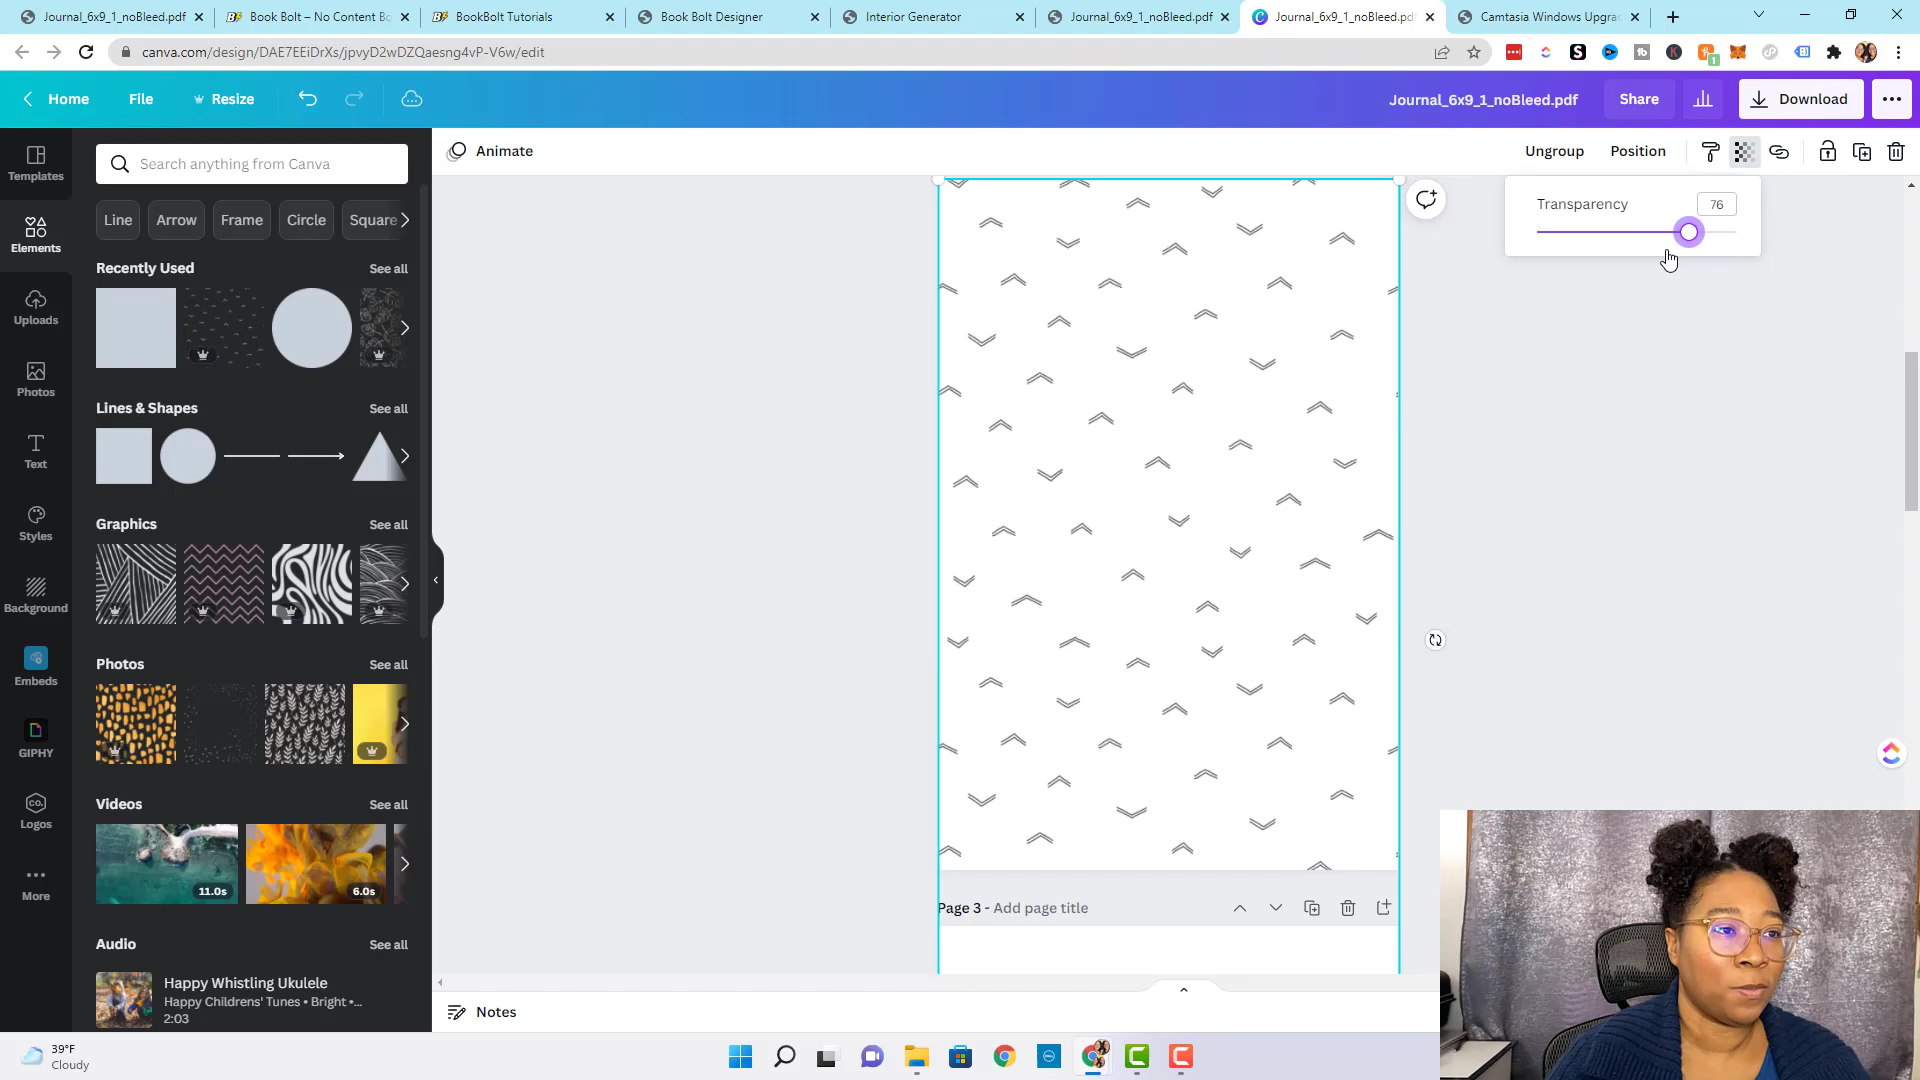 Journal_6x9_1_noBleed.pdf
Book Bolt – No Content Bo
BookBolt Tutorials
Book Bolt Designer
Interior Generator
Journal_6x9_1_noBleed.pdf
Journal_6x9_1_noBleed.pdf
Camtasia Windows Upgra
canva.com/design/DAE7EEiDrXs/jpvyD2wDZQaesng4vP-V6w/edit
Home
File
Resize
Journal_6x9_1_noBleed.pdf
Share
Download
Templates
Elements
Uploads
Photos
Text
Styles
Background
Embeds
GIPHY
CO.
Logos
More
Search anything from Canva
Line
Arrow
Frame
Circle
Square
Recently Used
See all
Lines & Shapes
See all
Graphics
See all
Photos
See all
Videos
See all
11.0s
6.0s
Audio
See all
Happy Whistling Ukulele
Happy Childrens' Tunes • Bright •...
2:03
Animate
Ungroup
Position
Transparency
76
Page 3 - Add page title
Notes
39°F
Cloudy